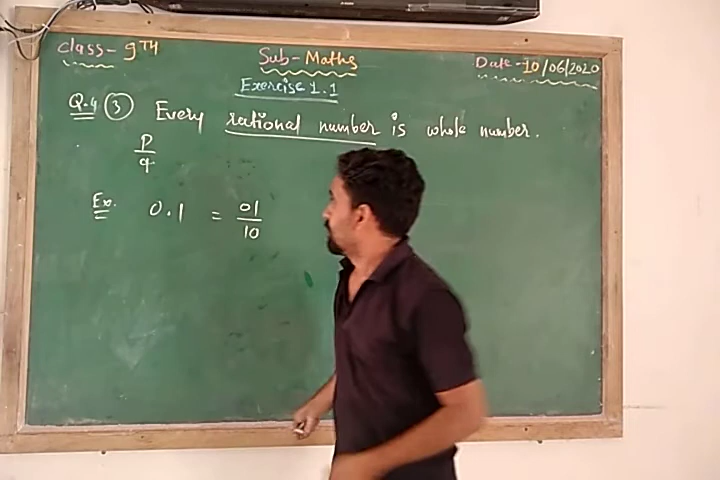 Class - 9TH Sub - Maths Date - 10/06/2020
Exercise 1.1
Q.4 (3) Every rational number is whole number.
P
q
Ex. 0.1 = 01
10